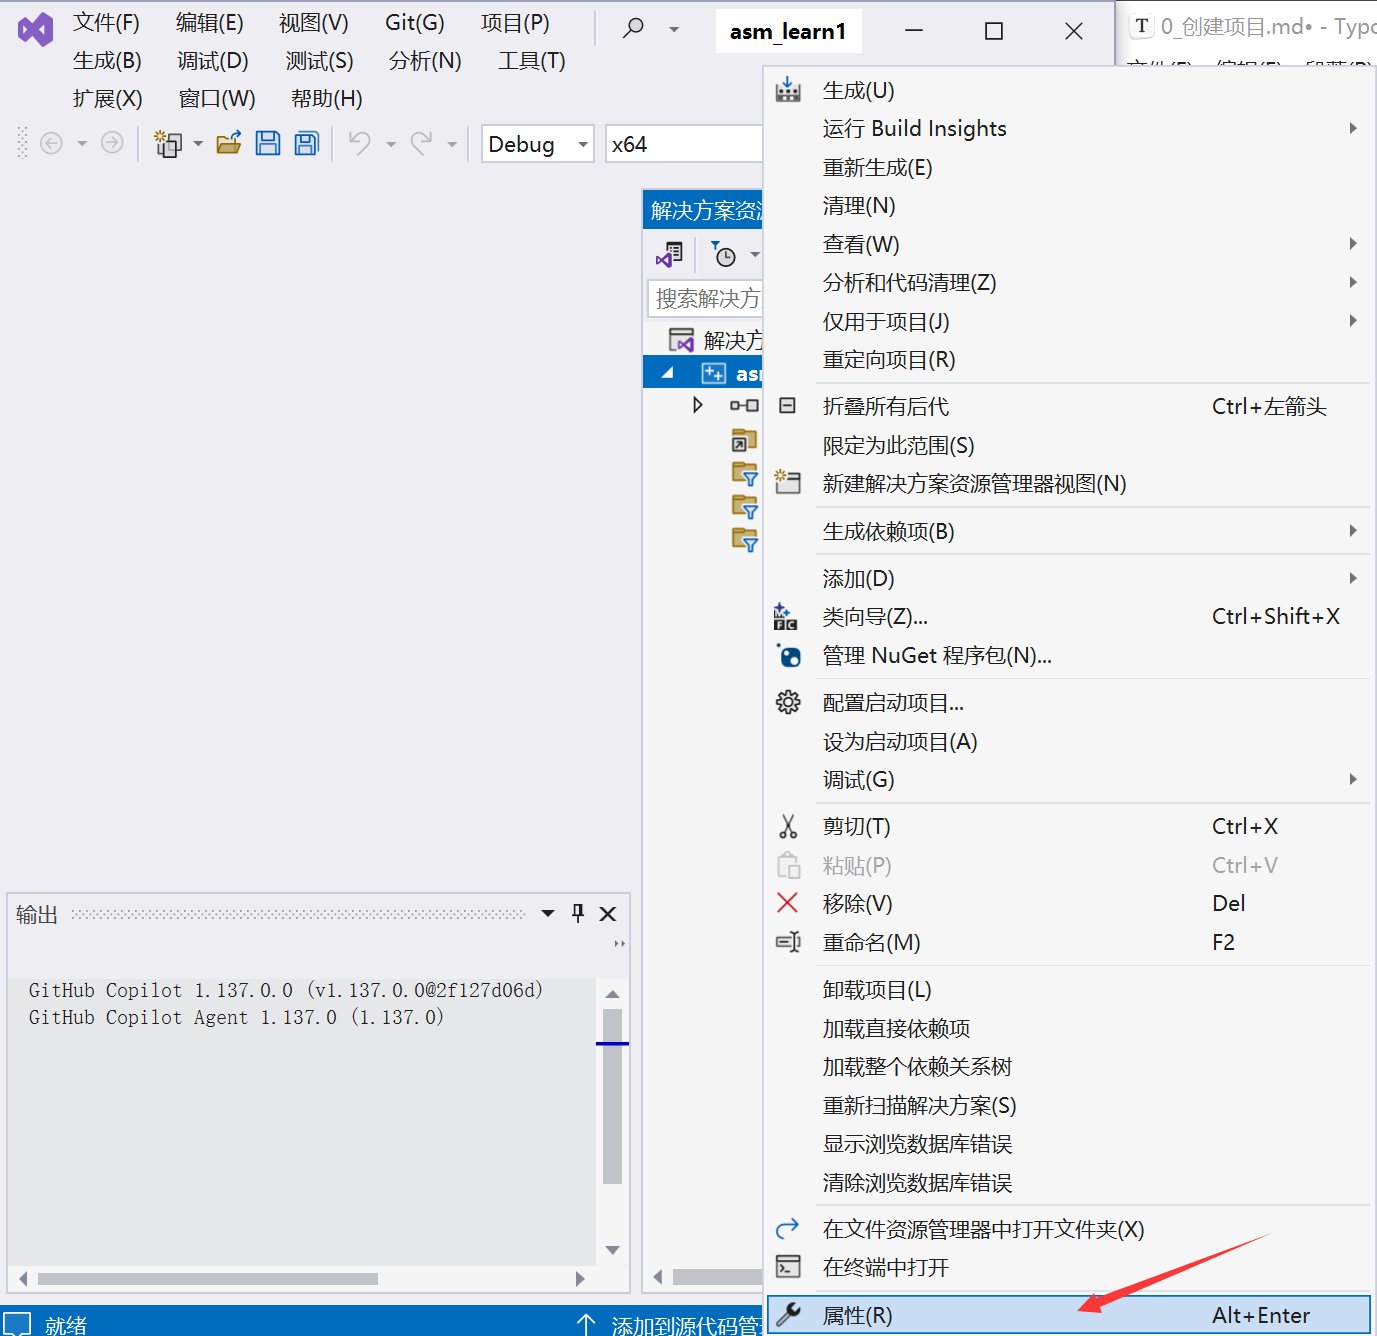 文件(F) 编辑(E) 视图(V) Git(G) 项目(P)
asm_learn1
生成(B) 调试(D) 测试(S) 分析(N) 工具(T)
扩展(X) 窗口(W) 帮助(H)
T 0_创建项目.md• - Typo
Debug x64
解决方案资
搜索解决方
解决方
asm
生成(U)
运行 Build Insights
重新生成(E)
清理(N)
查看(W)
分析和代码清理(Z)
仅用于项目(J)
重定向项目(R)
折叠所有后代 Ctrl+左箭头
限定为此范围(S)
新建解决方案资源管理器视图(N)
生成依赖项(B)
添加(D)
类向导(Z)... Ctrl+Shift+X
管理 NuGet 程序包(N)...
配置启动项目...
设为启动项目(A)
调试(G)
剪切(T) Ctrl+X
粘贴(P) Ctrl+V
移除(V) Del
重命名(M) F2
卸载项目(L)
加载直接依赖项
加载整个依赖关系树
重新扫描解决方案(S)
显示浏览数据库错误
清除浏览数据库错误
在文件资源管理器中打开文件夹(X)
在终端中打开
属性(R) Alt+Enter
输出
GitHub Copilot 1.137.0.0 (v1.137.0.0@2f127d06d)
GitHub Copilot Agent 1.137.0 (1.137.0)
就绪 添加到源代码管